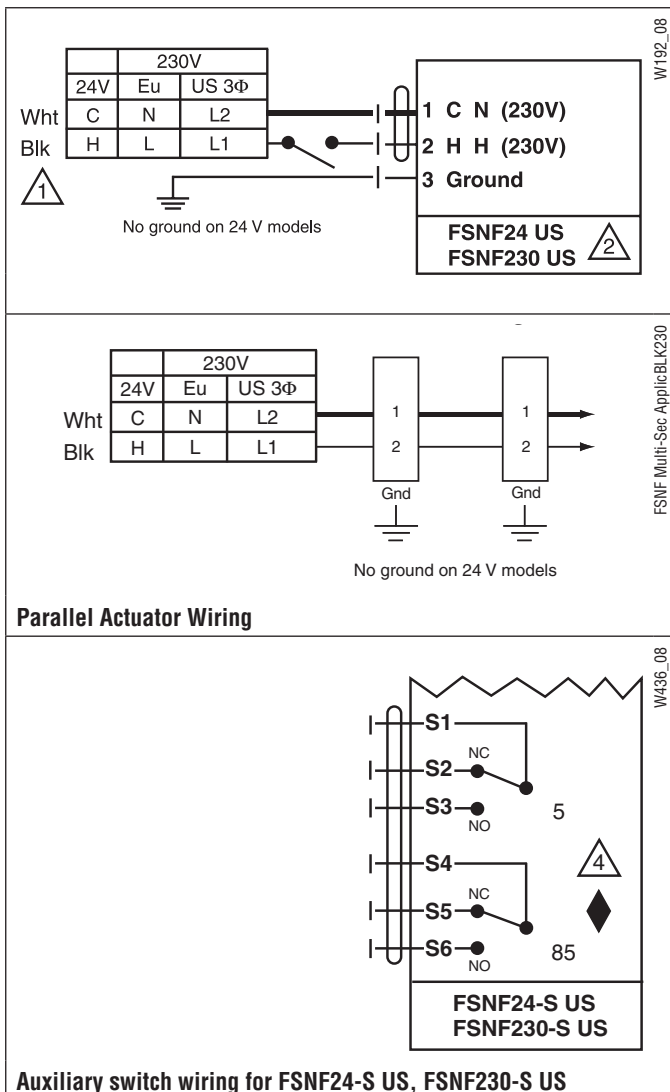 W192_08
230V
24V Eu US 3Φ
Wht C N L2
Blk H L L1
1
1 C N (230V)
2 H H (230V)
3 Ground
No ground on 24 V models
FSNF24 US
FSNF230 US
2
FSNF Multi-Sec ApplicBLK230
230V
24V Eu US 3Φ
Wht C N L2
Blk H L L1
1 1
2 2
Gnd Gnd
No ground on 24 V models
Parallel Actuator Wiring
W436_08
S1
NC
S2
S3 5
NO
S4
4
NC
S5
S6 85
NO
FSNF24-S US
FSNF230-S US
Auxiliary switch wiring for FSNF24-S US, FSNF230-S US